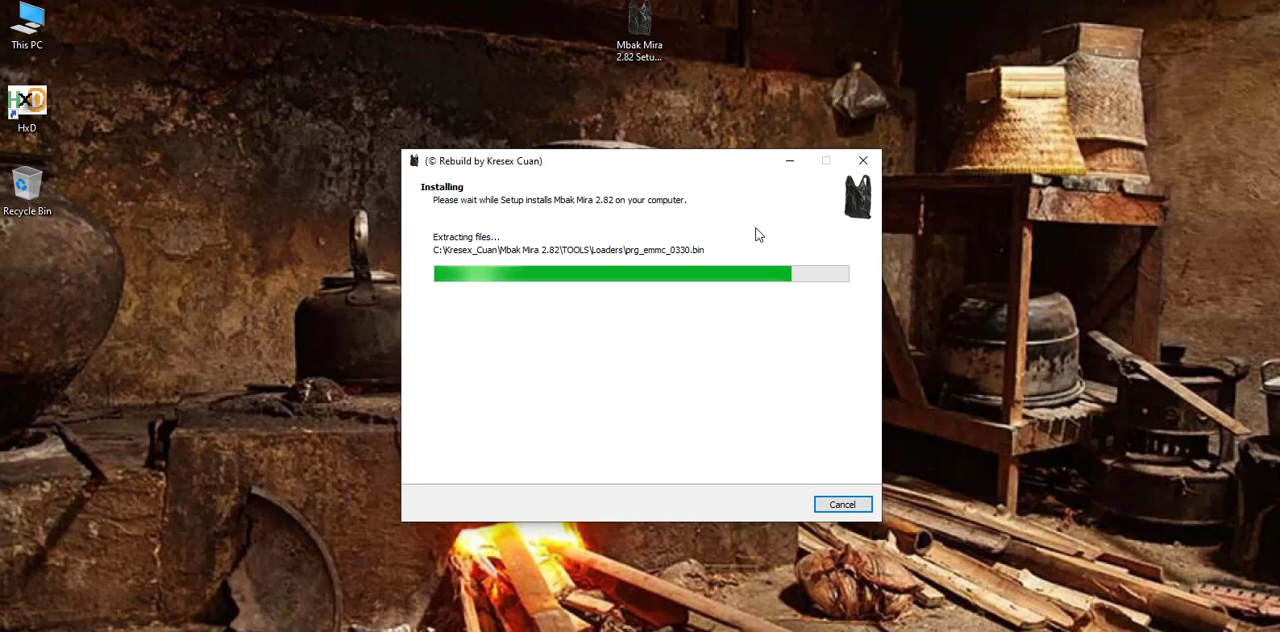 This PC
HxD
Recycle Bin
Mbak Mira
2.82 Setu...
(© Rebuild by Kresex Cuan)
Installing
Please wait while Setup installs Mbak Mira 2.82 on your computer.
Extracting files...
C:\Kresex_Cuan\Mbak Mira 2.82\TOOLS\Loaders\prg_emmc_0330.bin
Cancel